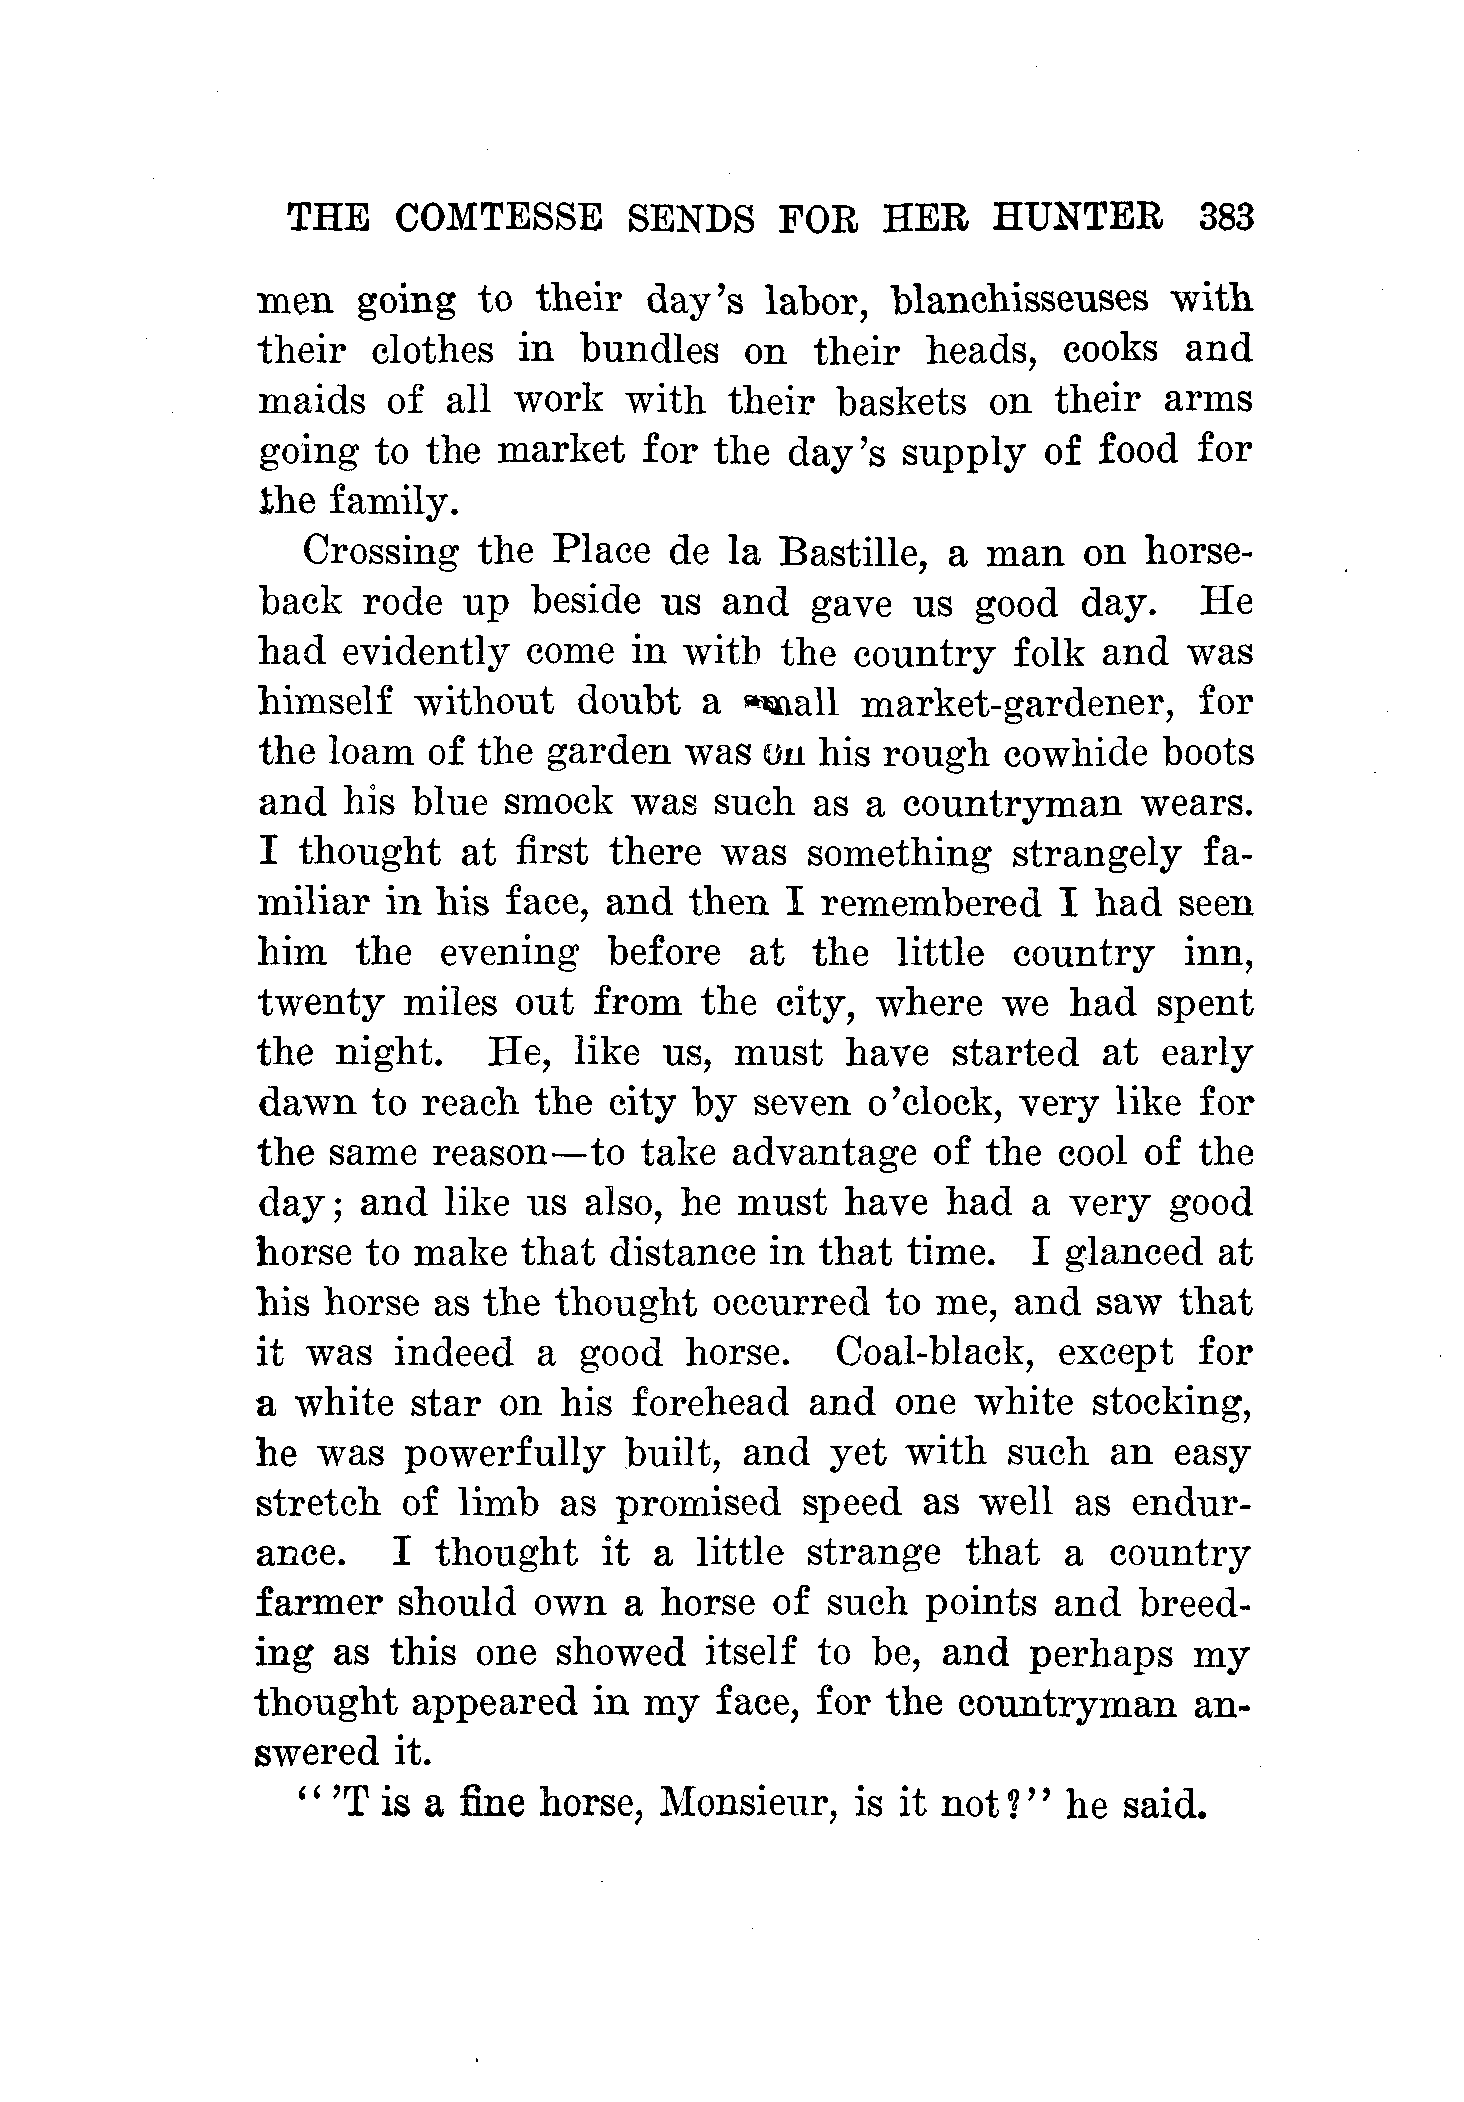 THE COMTESSE SENDS FOR HER HUNTER 383
men going to their day's labor, blanchisseuses with
their clothes in bundles on their heads, cooks and
maids of all work with their baskets on their arms
going to the market for the day's supply of food for
the family.
Crossing the Place de la Bastille, a man on horse-
back rode up beside us and gave us good day. He
had evidently come in with the country folk and was
himself without doubt a small market-gardener, for
the loam of the garden was on his rough cowhide boots
and his blue smock was such as a countryman wears.
I thought at first there was something strangely fa-
miliar in his face, and then I remembered I had seen
him the evening before at the little country inn,
twenty miles out from the city, where we had spent
the night. He, like us, must have started at early
dawn to reach the city by seven o'clock, very like for
the same reason—to take advantage of the cool of the
day; and like us also, he must have had a very good
horse to make that distance in that time. I glanced at
his horse as the thought occurred to me, and saw that
it was indeed a good horse. Coal-black, except for
a white star on his forehead and one white stocking,
he was powerfully built, and yet with such an easy
stretch of limb as promised speed as well as endur-
ance. I thought it a little strange that a country
farmer should own a horse of such points and breed-
ing as this one showed itself to be, and perhaps my
thought appeared in my face, for the countryman an-
swered it.
"'T is a fine horse, Monsieur, is it not?" he said.